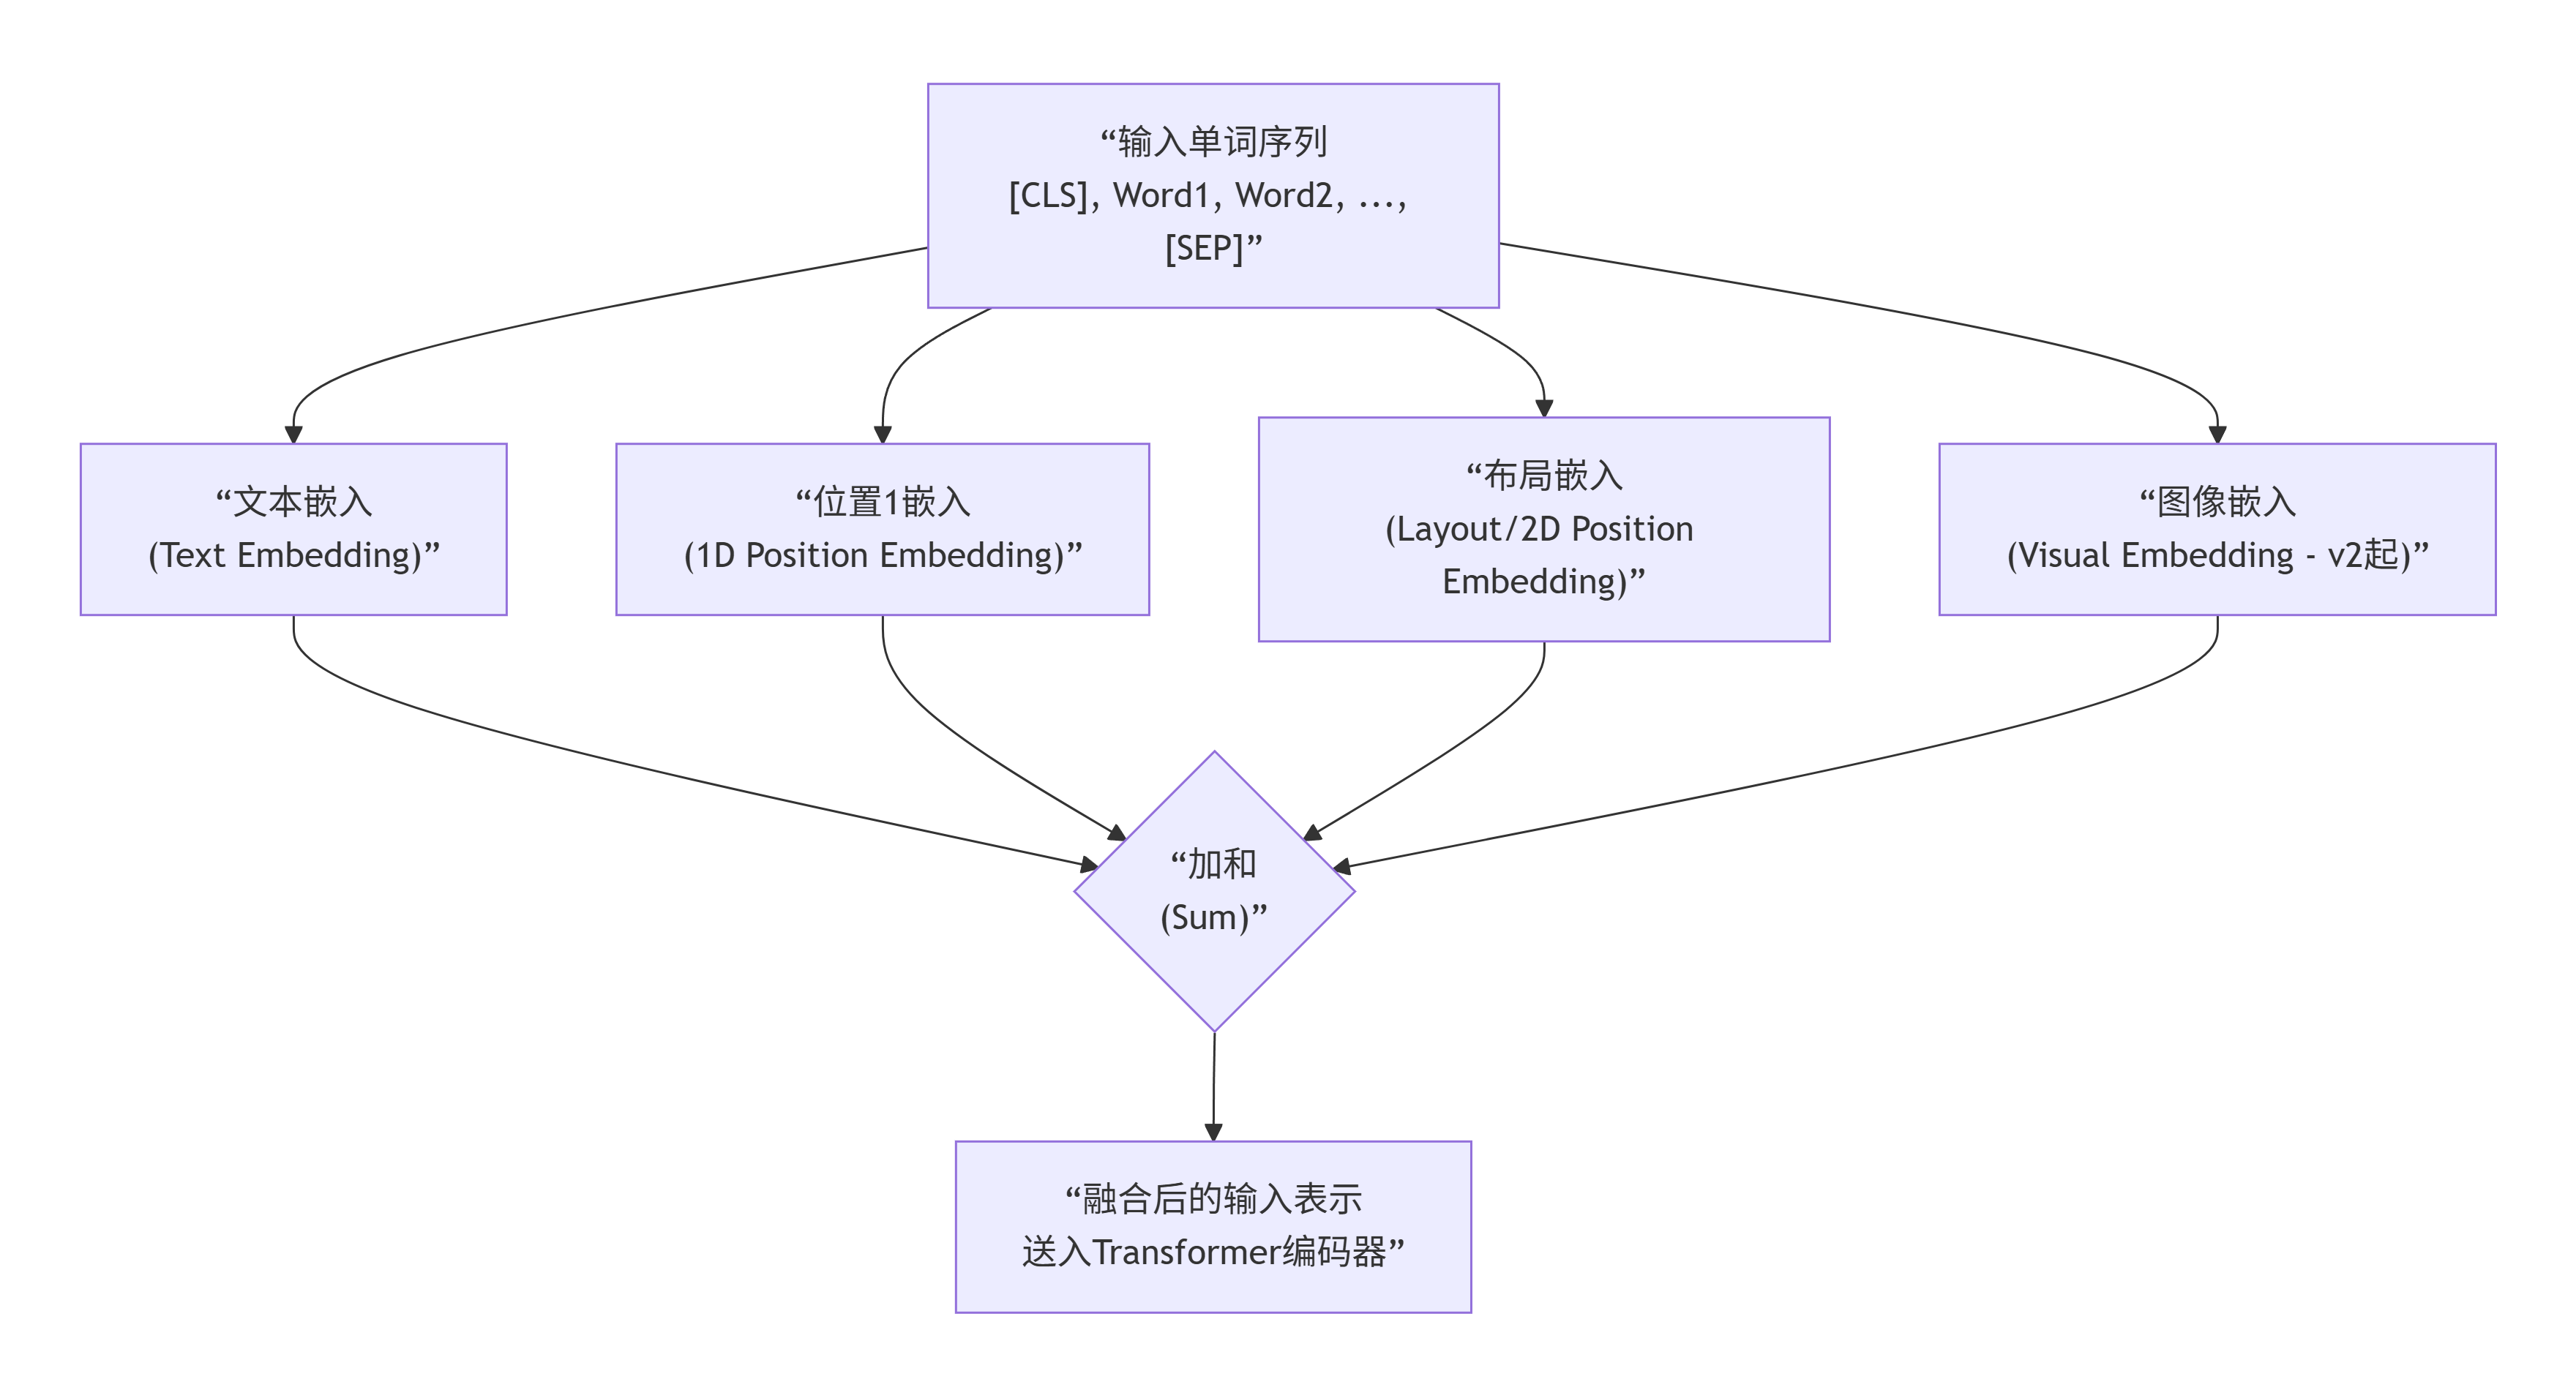 “输入单词序列
[CLS], Word1, Word2, ...,
[SEP]”
“文本嵌入
(Text Embedding)”
“位置1嵌入
(1D Position Embedding)”
“布局嵌入
(Layout/2D Position
Embedding)”
“图像嵌入
(Visual Embedding - v2起)”
“加和
(Sum)”
“融合后的输入表示
送入Transformer编码器”